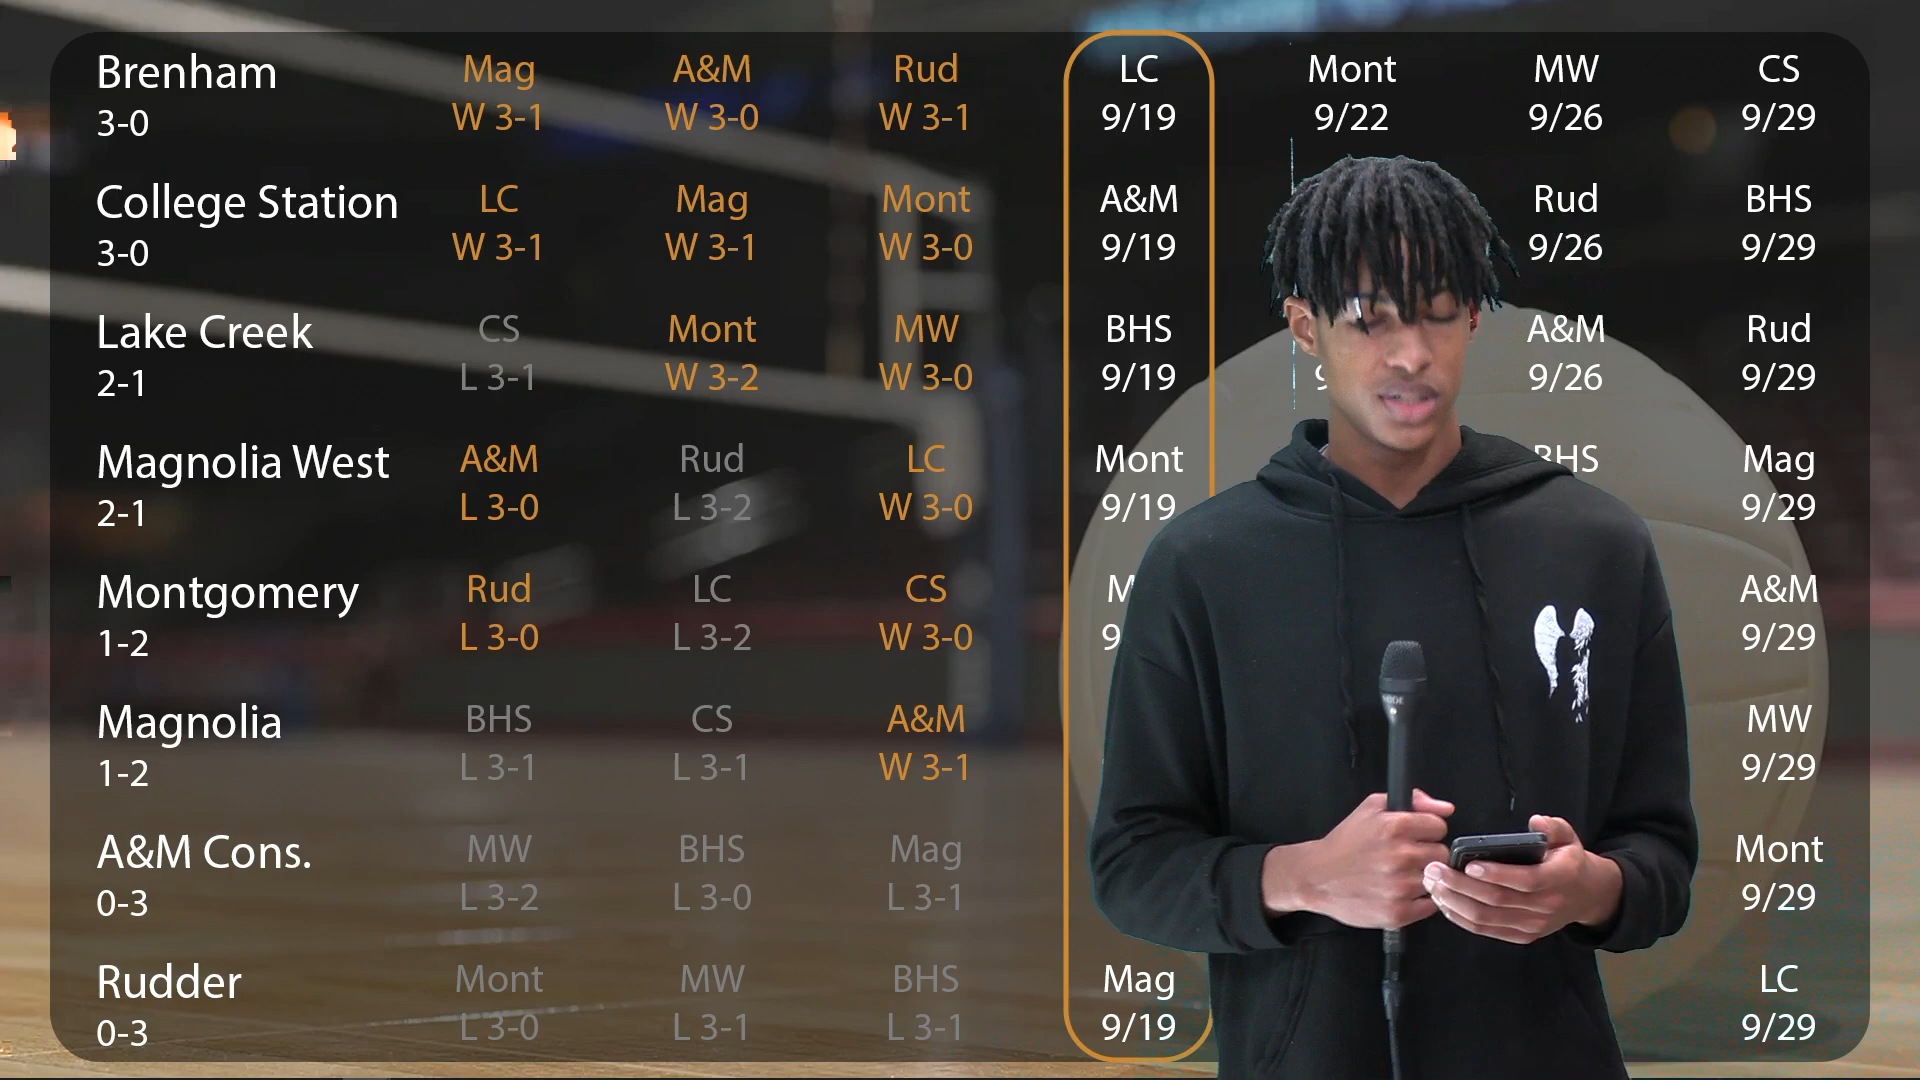 Brenham Mag A&M Rud LC Mont MW CS
3-0 W 3-1 W 3-0 W 3-1 9/19 9/22 9/26 9/29
College Station LC Mag Mont A&M Rud BHS
3-0 W 3-1 W 3-1 W 3-0 9/19 9/26 9/29
Lake Creek CS Mont MW BHS A&M Rud
2-1 L 3-1 W 3-2 W 3-0 9/19 9/26 9/29
Magnolia West A&M Rud LC Mont BHS Mag
2-1 L 3-0 L 3-2 W 3-0 9/19 9/29
Montgomery Rud LC CS A&M
1-2 L 3-0 L 3-2 W 3-0 9/29
Magnolia BHS CS A&M MW
1-2 L 3-1 L 3-1 W 3-1 9/29
A&M Cons. MW BHS Mag Mont
0-3 L 3-2 L 3-0 L 3-1 9/29
Rudder Mont MW BHS Mag LC
0-3 L 3-0 L 3-1 L 3-1 9/19 9/29